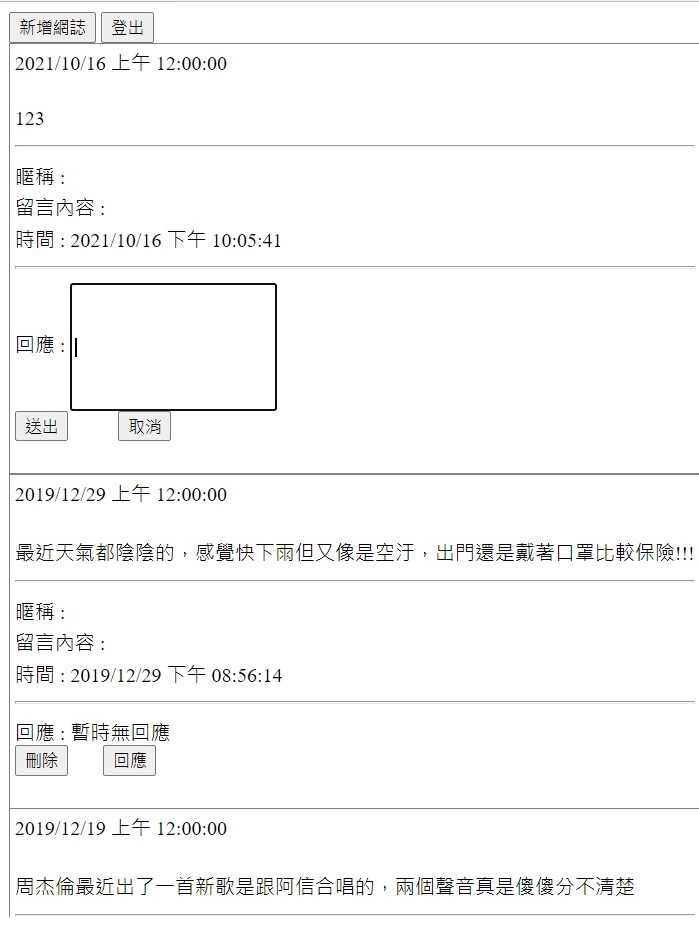 新增網誌 登出
2021/10/16 上午 12:00:00
123
暱稱 :
留言內容 :
時間 : 2021/10/16 下午 10:05:41
回應 :
送出 取消
2019/12/29 上午 12:00:00
最近天氣都陰陰的，感覺快下雨但又像是空汙，出門還是戴著口罩比較保險!!!
暱稱 :
留言內容 :
時間 : 2019/12/29 下午 08:56:14
回應 : 暫時無回應
刪除 回應
2019/12/19 上午 12:00:00
周杰倫最近出了一首新歌是跟阿信合唱的，兩個聲音真是傻傻分不清楚